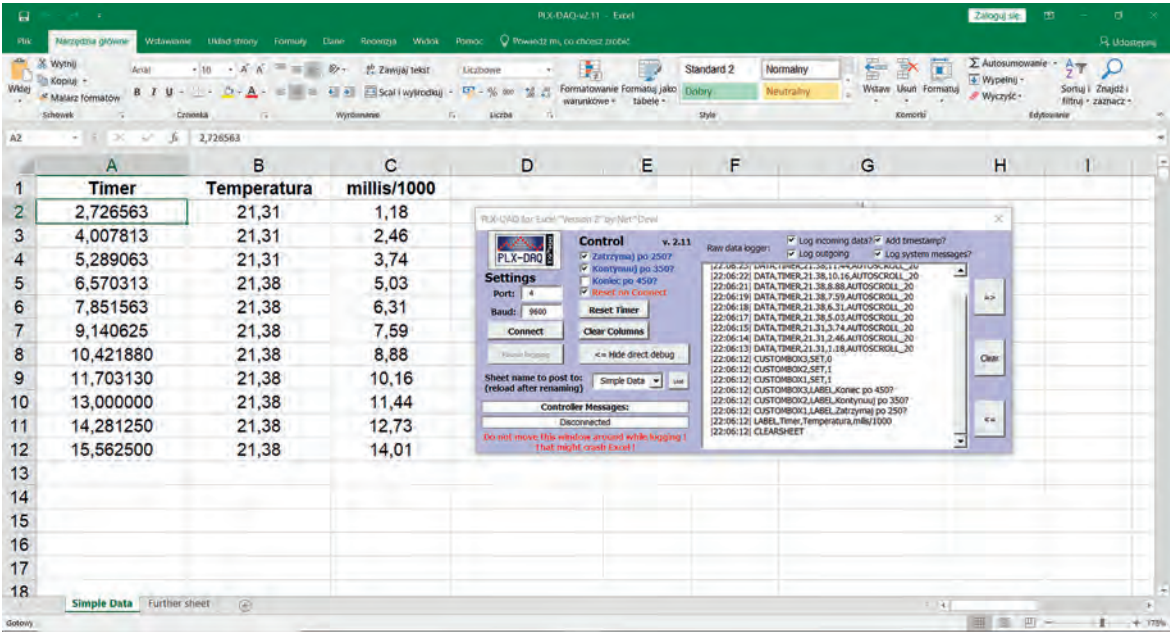 PLX-DAQ-v2.11 - Excel
Zaloguj się
Plik Narzędzia główne Wstawianie Układ strony Formuły Dane Recenzja Widok Pomoc Powiedz mi, co chcesz zrobić Udostępnij
Wklej
Wytnij
Kopiuj
Malarz formatów
Schowek
Arial 10
B I U
Czcionka
Zawijaj tekst
Scal i wyśrodkuj
Wyrównanie
Liczbowe
Liczba
Formatowanie warunkowe
Formatuj jako tabelę
Standard 2 Normalny
Dobry Neutralny
Style
Wstaw Usuń Formatuj
Komórki
Autosumowanie
Wypełnij
Wyczyść
Sortuj i filtruj
Znajdź i zaznacz
Edytowanie
A2 fx 2,726563
A B C D E F G H I
1 Timer Temperatura millis/1000
2 2,726563 21,31 1,18
3 4,007813 21,31 2,46
4 5,289063 21,31 3,74
5 6,570313 21,38 5,03
6 7,851563 21,38 6,31
7 9,140625 21,38 7,59
8 10,421880 21,38 8,88
9 11,703130 21,38 10,16
10 13,000000 21,38 11,44
11 14,281250 21,38 12,73
12 15,562500 21,38 14,01
13
14
15
16
17
18
PLX-DAQ for Excel "Version 2" by Net^Devil
PLX-DAQ
Control v. 2.11
Zatrzymaj po 250?
Kontynuuj po 350?
Koniec po 450?
Reset on Connect
Settings
Port: 4
Baud: 9600
Reset Timer
Connect
Clear Columns
<= Hide direct debug
Sheet name to post to:
(reload after renaming)
Simple Data
Controller Messages:
Disconnected
Do not move this window around while logging !
That might crash Excel !
Raw data logger:
Log incoming data? Add timestamp?
Log outgoing Log system messages?
|22:06:23| DATA,TIMER,21.38,11.44,AUTOSCROLL_20
|22:06:22| DATA,TIMER,21.38,10.16,AUTOSCROLL_20
|22:06:21| DATA,TIMER,21.38,8.88,AUTOSCROLL_20
|22:06:19| DATA,TIMER,21.38,7.59,AUTOSCROLL_20
|22:06:18| DATA,TIMER,21.38,6.31,AUTOSCROLL_20
|22:06:17| DATA,TIMER,21.38,5.03,AUTOSCROLL_20
|22:06:15| DATA,TIMER,21.31,3.74,AUTOSCROLL_20
|22:06:14| DATA,TIMER,21.31,2.46,AUTOSCROLL_20
|22:06:13| DATA,TIMER,21.31,1.18,AUTOSCROLL_20
|22:06:12| CUSTOMBOX3,SET,0
|22:06:12| CUSTOMBOX2,SET,1
|22:06:12| CUSTOMBOX1,SET,1
|22:06:12| CUSTOMBOX3,LABEL,Koniec po 450?
|22:06:12| CUSTOMBOX2,LABEL,Kontynuuj po 350?
|22:06:12| CUSTOMBOX1,LABEL,Zatrzymaj po 250?
|22:06:12| LABEL,Timer,Temperatura,millis/1000
|22:06:12| CLEARSHEET
=>
Clear
<=
Simple Data Further sheet
Gotowy
178%